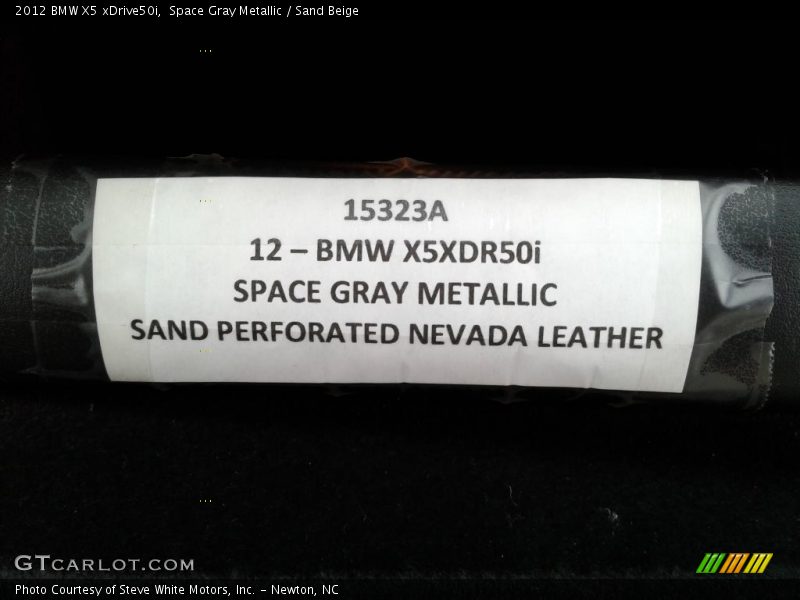 2012 BMW X5 xDrive50i,  Space Gray Metallic / Sand Beige
15323A
12 – BMW X5XDR50i
SPACE GRAY METALLIC
SAND PERFORATED NEVADA LEATHER
GTCARLOT.COM
Photo Courtesy of Steve White Motors, Inc. – Newton, NC